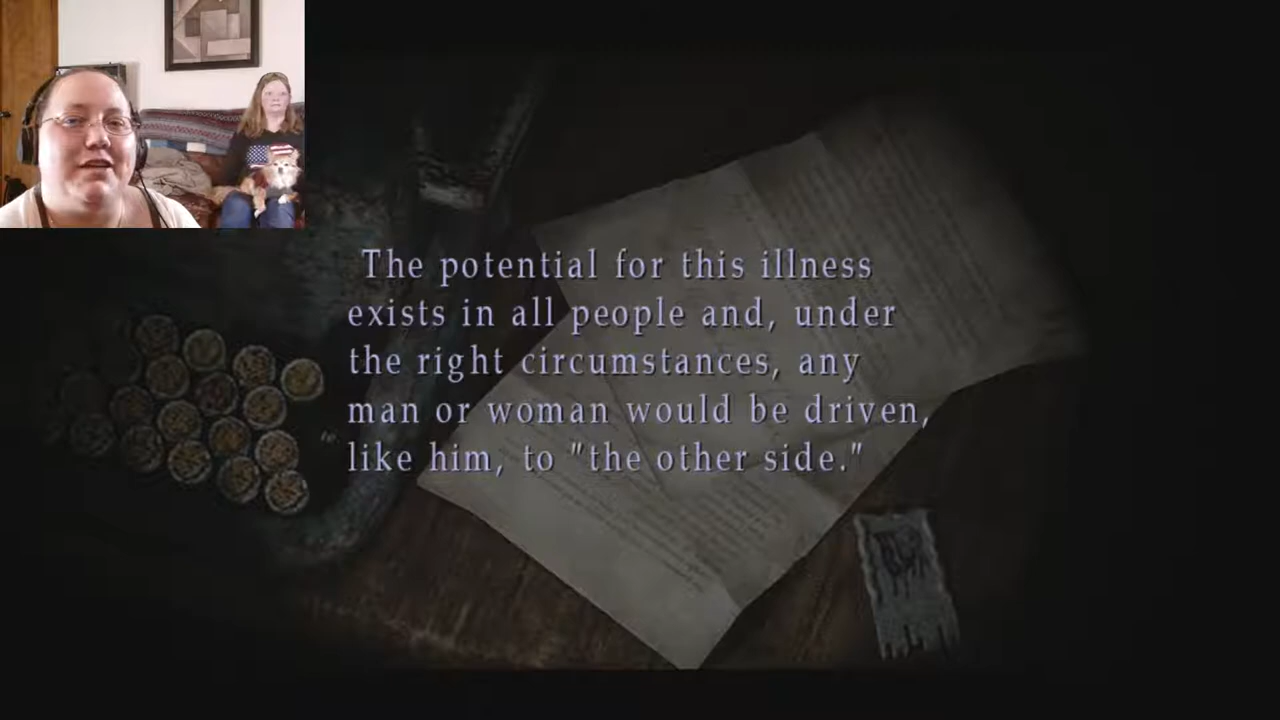 The potential for this illness
exists in all people and, under
the right circumstances, any
man or woman would be driven,
like him, to "the other side."